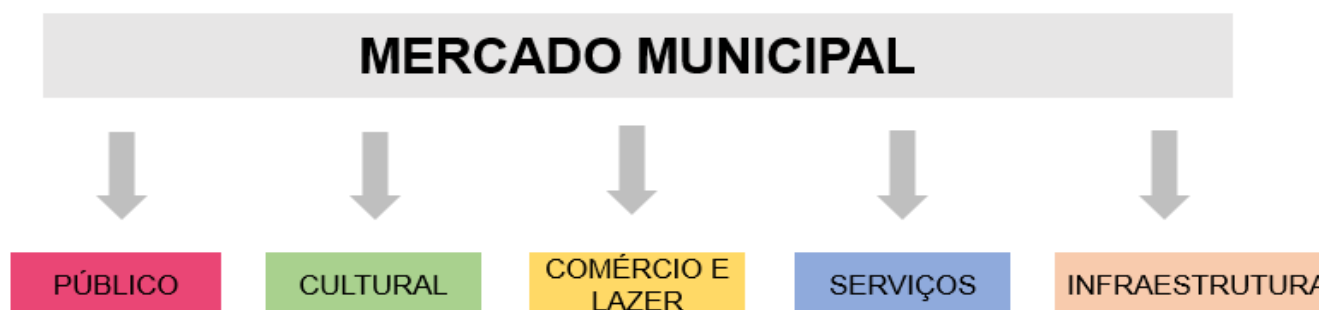 MERCADO MUNICIPAL
PÚBLICO
CULTURAL
COMÉRCIO E
LAZER
SERVIÇOS
INFRAESTRUTURA